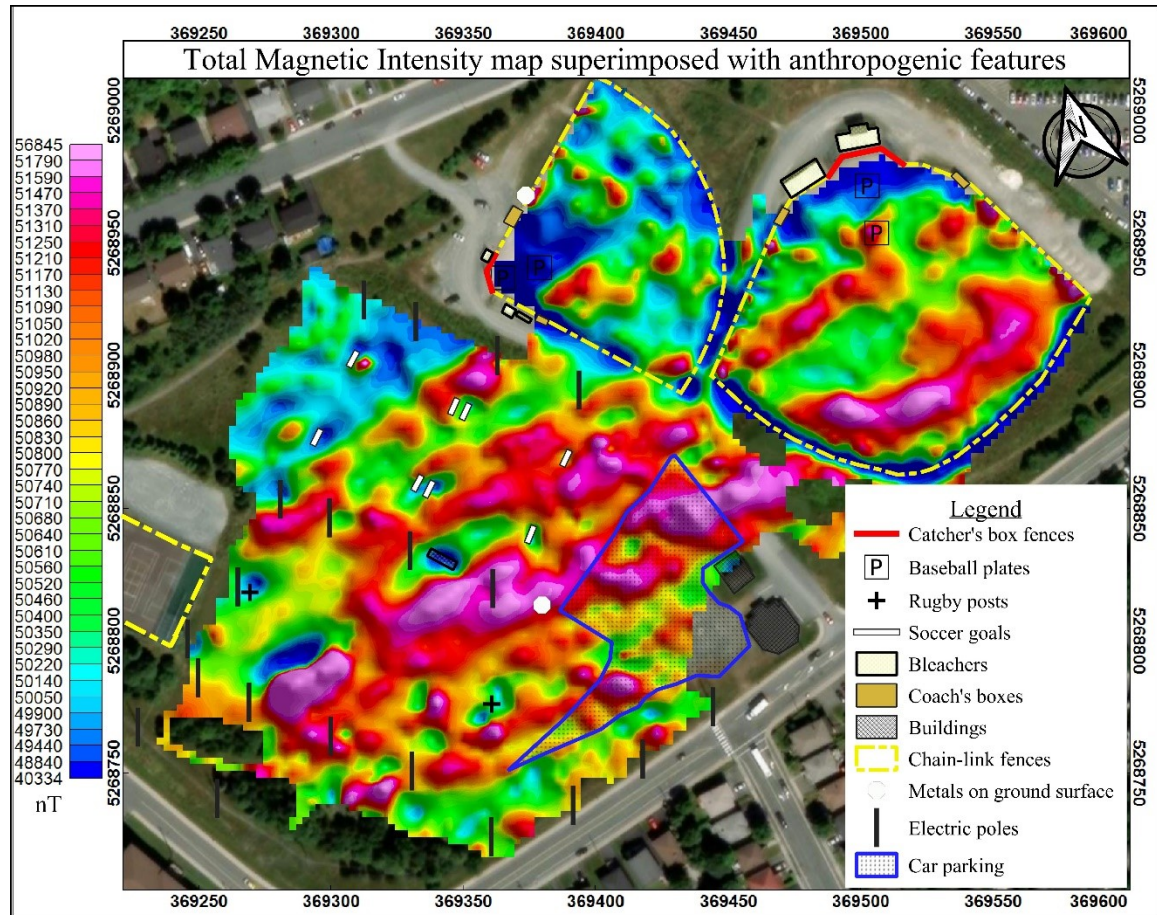 369250 369300 369350 369400 369450 369500 369550 369600
Total Magnetic Intensity map superimposed with anthropogenic features
N
5269000
5268950
5268900
5268850
5268800
5268750
5269000
5268950
5268900
5268850
5268800
5268750
56845
51790
51590
51470
51370
51310
51250
51170
51130
51090
51050
51020
50980
50950
50920
50890
50860
50830
50800
50770
50740
50710
50680
50640
50610
50560
50520
50460
50400
50350
50290
50220
50140
50050
49900
49730
49440
48840
40334
nT
P
P
P
P
Legend
Catcher's box fences
P Baseball plates
Rugby posts
Soccer goals
Bleachers
Coach's boxes
Buildings
Chain-link fences
Metals on ground surface
Electric poles
Car parking
369250 369300 369350 369400 369450 369500 369550 369600